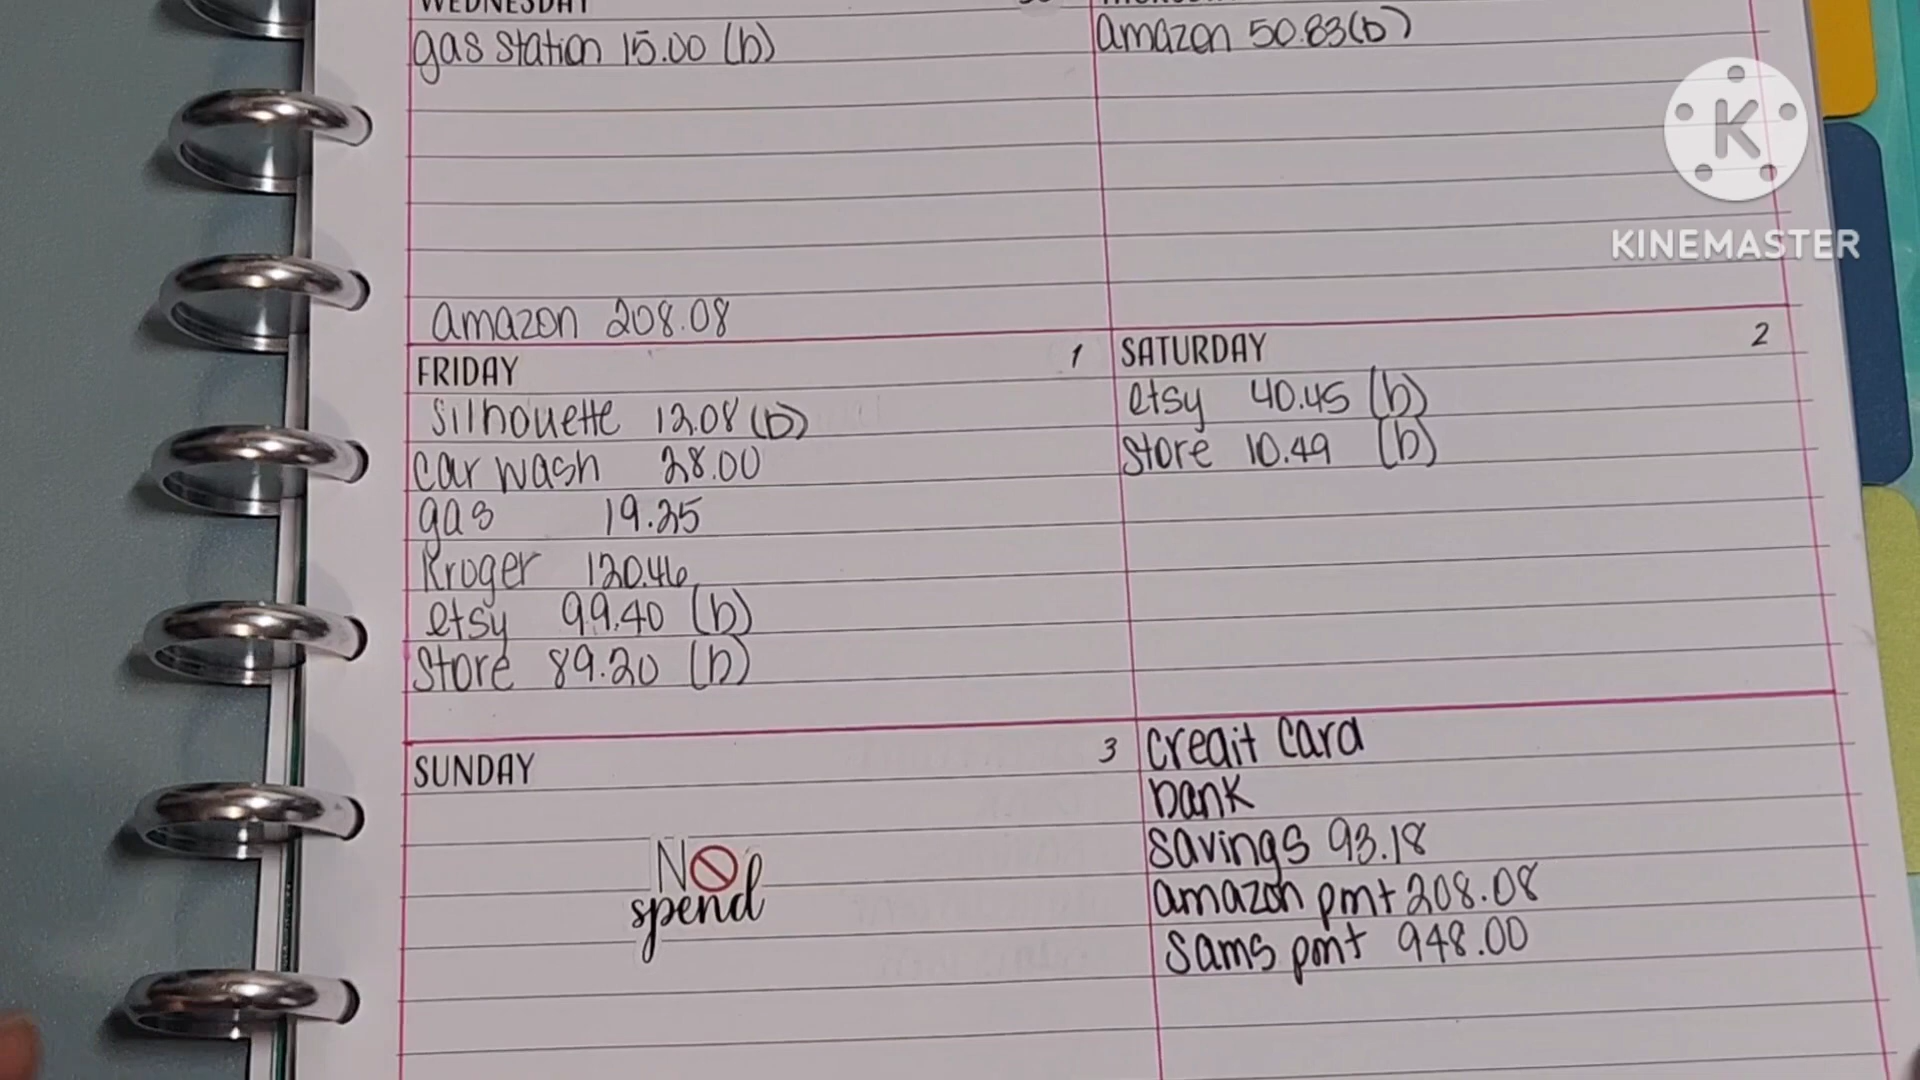 WEDNESDAY
gas station 15.00 (b)
amazon 208.08
amazon 50.83(b)
FRIDAY 1
silhouette 12.08 (b)
car wash 28.00
gas 19.25
Kroger 120.46
etsy 99.40 (b)
store 89.20 (b)
SATURDAY 2
etsy 40.45 (b)
store 10.49 (b)
SUNDAY 3
NO
spend
credit card
bank
savings 93.18
amazon pmt 208.08
sams pmt 948.00
K
KINEMASTER